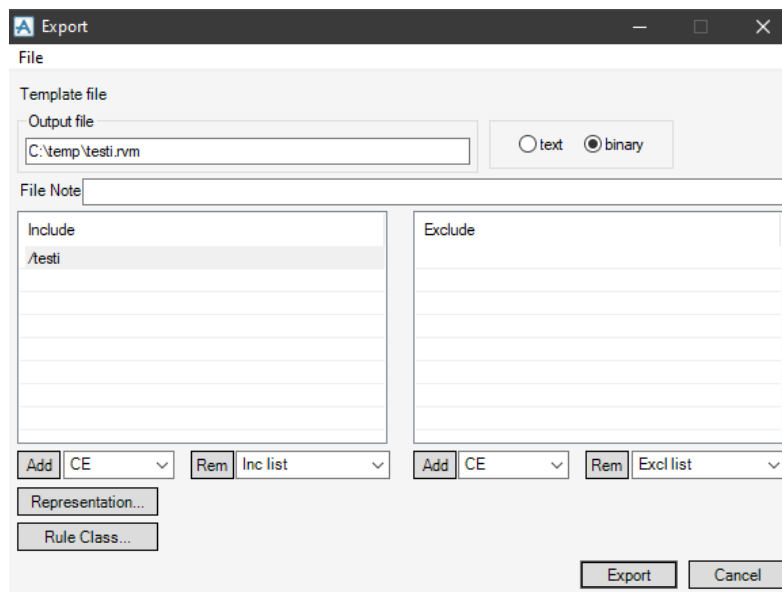 Export
File
Template file
Output file
C:\temp\testi.rvm
text binary
File Note
Include
/testi
Exclude
Add CE Rem Inc list Add CE Rem Excl list
Representation...
Rule Class...
Export Cancel